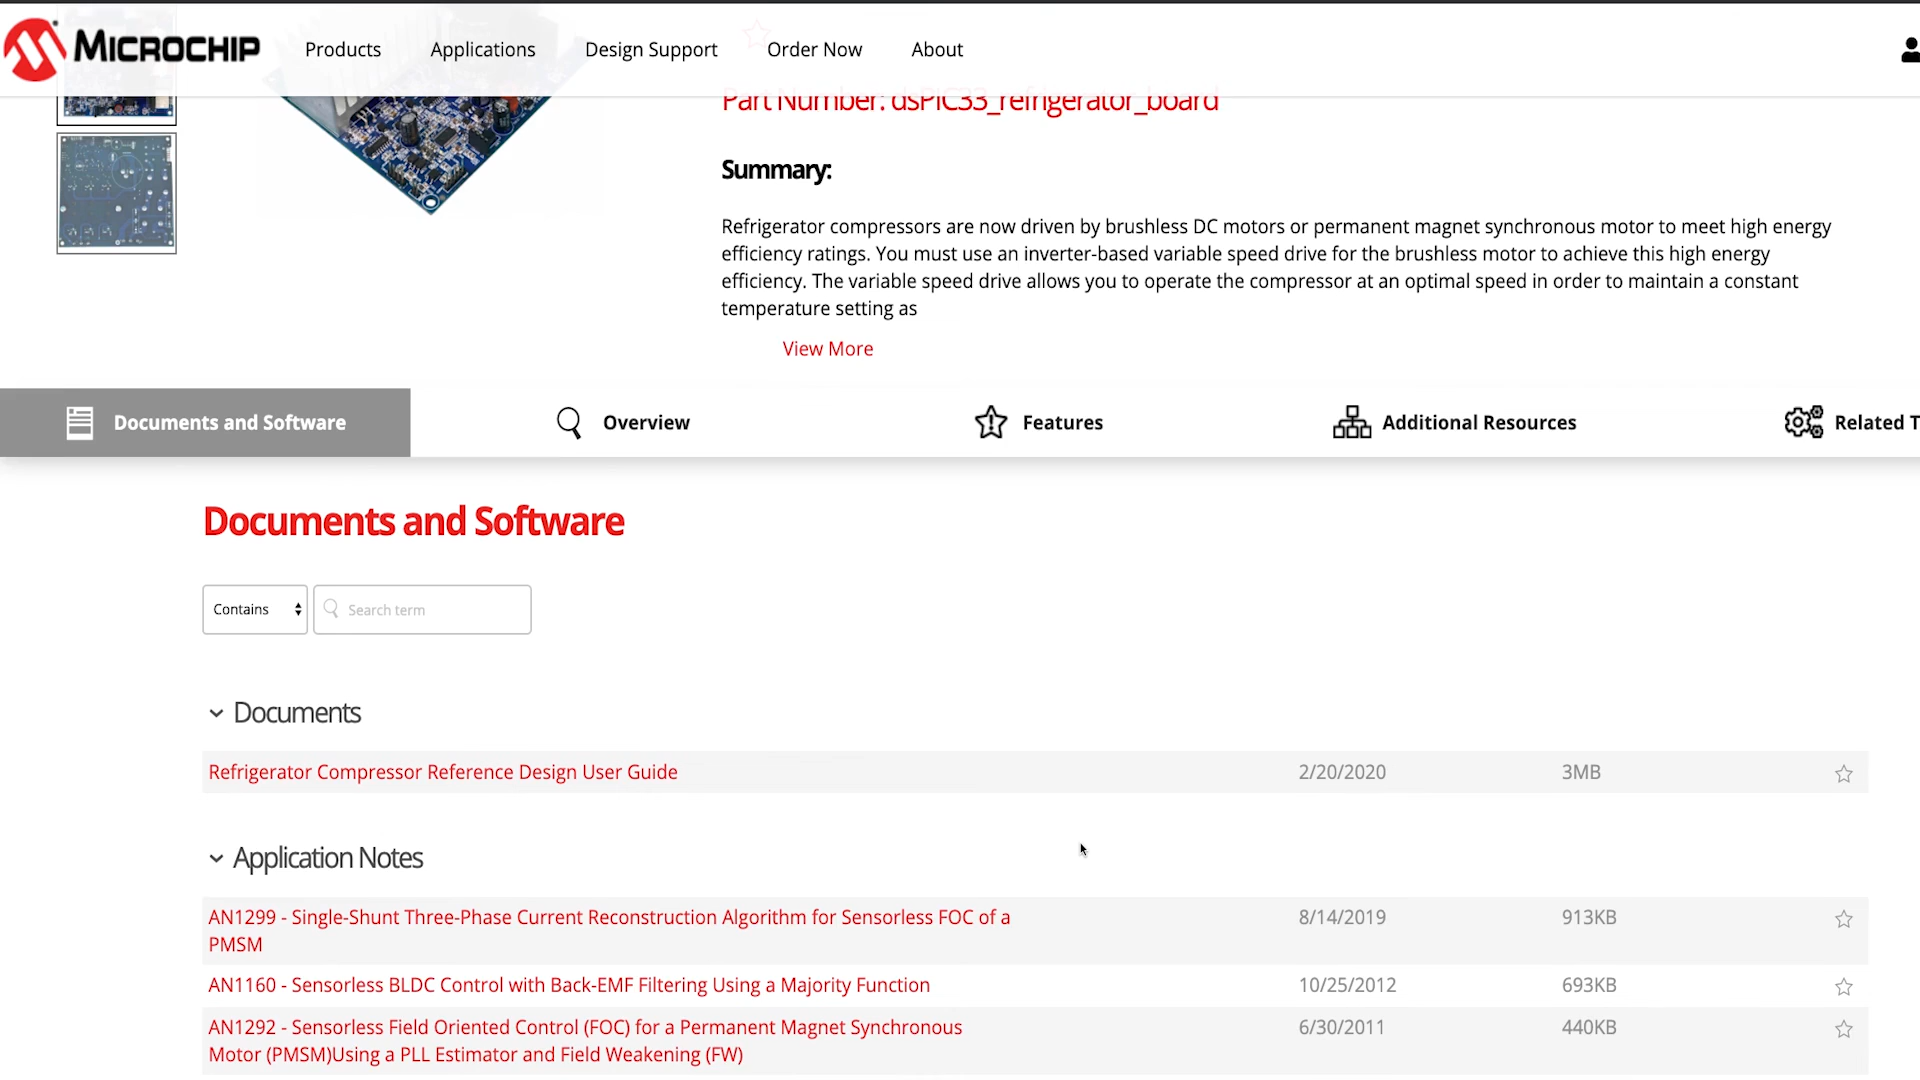 MICROCHIP Products Applications Design Support Order Now About
Part Number: dsPIC33_refrigerator_board
Summary:
Refrigerator compressors are now driven by brushless DC motors or permanent magnet synchronous motor to meet high energy
efficiency ratings. You must use an inverter-based variable speed drive for the brushless motor to achieve this high energy
efficiency. The variable speed drive allows you to operate the compressor at an optimal speed in order to maintain a constant
temperature setting as
View More
Documents and Software Overview Features Additional Resources Related T
Documents and Software
Contains Search term
Documents
Refrigerator Compressor Reference Design User Guide 2/20/2020 3MB
Application Notes
AN1299 - Single-Shunt Three-Phase Current Reconstruction Algorithm for Sensorless FOC of a
PMSM 8/14/2019 913KB
AN1160 - Sensorless BLDC Control with Back-EMF Filtering Using a Majority Function 10/25/2012 693KB
AN1292 - Sensorless Field Oriented Control (FOC) for a Permanent Magnet Synchronous
Motor (PMSM)Using a PLL Estimator and Field Weakening (FW) 6/30/2011 440KB